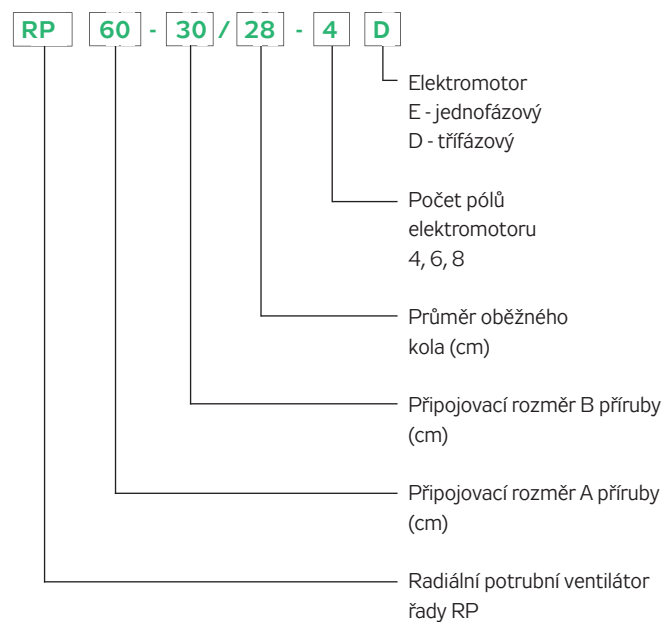 RP 60 - 30 / 28 - 4 D
Elektromotor
E - jednofázový
D - třífázový
Počet pólů
elektromotoru
4, 6, 8
Průměr oběžného
kola (cm)
Připojovací rozměr B příruby
(cm)
Připojovací rozměr A příruby
(cm)
Radiální potrubní ventilátor
řady RP